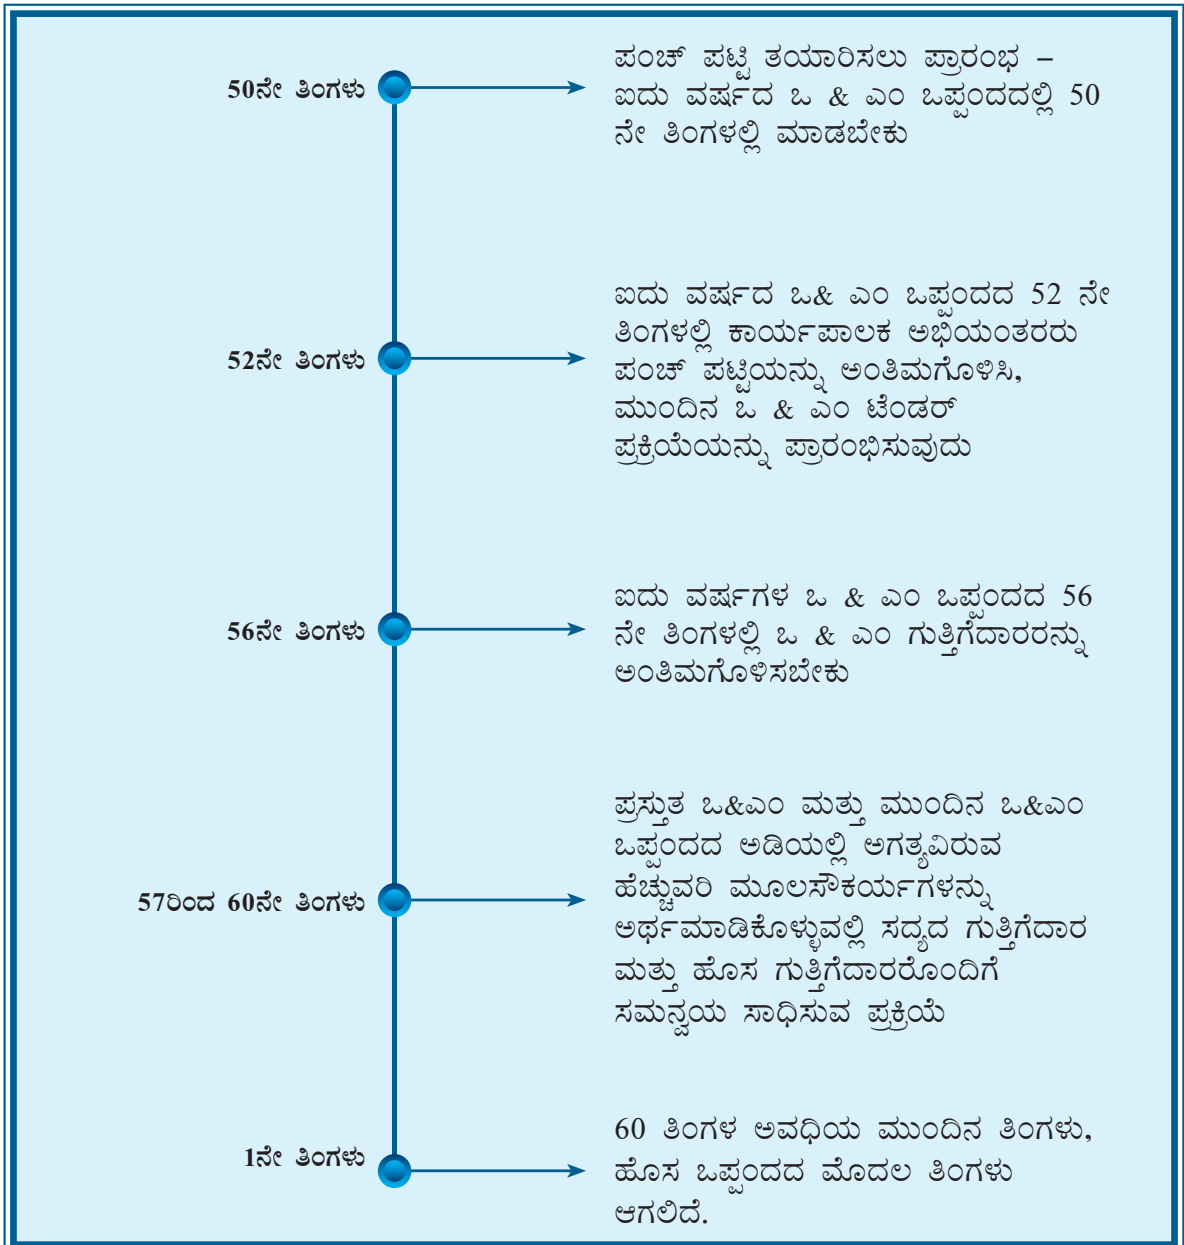 50ನೇ ತಿಂಗಳು
ಪಂಚ್ ಪಟ್ಟಿ ತಯಾರಿಸಲು ಪ್ರಾರಂಭ –
ಐದು ವರ್ಷದ ಒ & ಎಂ ಒಪ್ಪಂದದಲ್ಲಿ 50
ನೇ ತಿಂಗಳಲ್ಲಿ ಮಾಡಬೇಕು
52ನೇ ತಿಂಗಳು
ಐದು ವರ್ಷದ ಒ& ಎಂ ಒಪ್ಪಂದದ 52 ನೇ
ತಿಂಗಳಲ್ಲಿ ಕಾರ್ಯಪಾಲಕ ಅಭಿಯಂತರರು
ಪಂಚ್ ಪಟ್ಟಿಯನ್ನು ಅಂತಿಮಗೊಳಿಸಿ,
ಮುಂದಿನ ಒ & ಎಂ ಟೆಂಡರ್
ಪ್ರಕ್ರಿಯೆಯನ್ನು ಪ್ರಾರಂಭಿಸುವುದು
56ನೇ ತಿಂಗಳು
ಐದು ವರ್ಷಗಳ ಒ & ಎಂ ಒಪ್ಪಂದದ 56
ನೇ ತಿಂಗಳಲ್ಲಿ ಒ & ಎಂ ಗುತ್ತಿಗೆದಾರರನ್ನು
ಅಂತಿಮಗೊಳಿಸಬೇಕು
57ರಿಂದ 60ನೇ ತಿಂಗಳು
ಪ್ರಸ್ತುತ ಒ&ಎಂ ಮತ್ತು ಮುಂದಿನ ಒ&ಎಂ
ಒಪ್ಪಂದದ ಅಡಿಯಲ್ಲಿ ಅಗತ್ಯವಿರುವ
ಹೆಚ್ಚುವರಿ ಮೂಲಸೌಕರ್ಯಗಳನ್ನು
ಅರ್ಥಮಾಡಿಕೊಳ್ಳುವಲ್ಲಿ ಸದ್ಯದ ಗುತ್ತಿಗೆದಾರ
ಮತ್ತು ಹೊಸ ಗುತ್ತಿಗೆದಾರರೊಂದಿಗೆ
ಸಮನ್ವಯ ಸಾಧಿಸುವ ಪ್ರಕ್ರಿಯೆ
1ನೇ ತಿಂಗಳು
60 ತಿಂಗಳ ಅವಧಿಯ ಮುಂದಿನ ತಿಂಗಳು,
ಹೊಸ ಒಪ್ಪಂದದ ಮೊದಲ ತಿಂಗಳು
ಆಗಲಿದೆ.